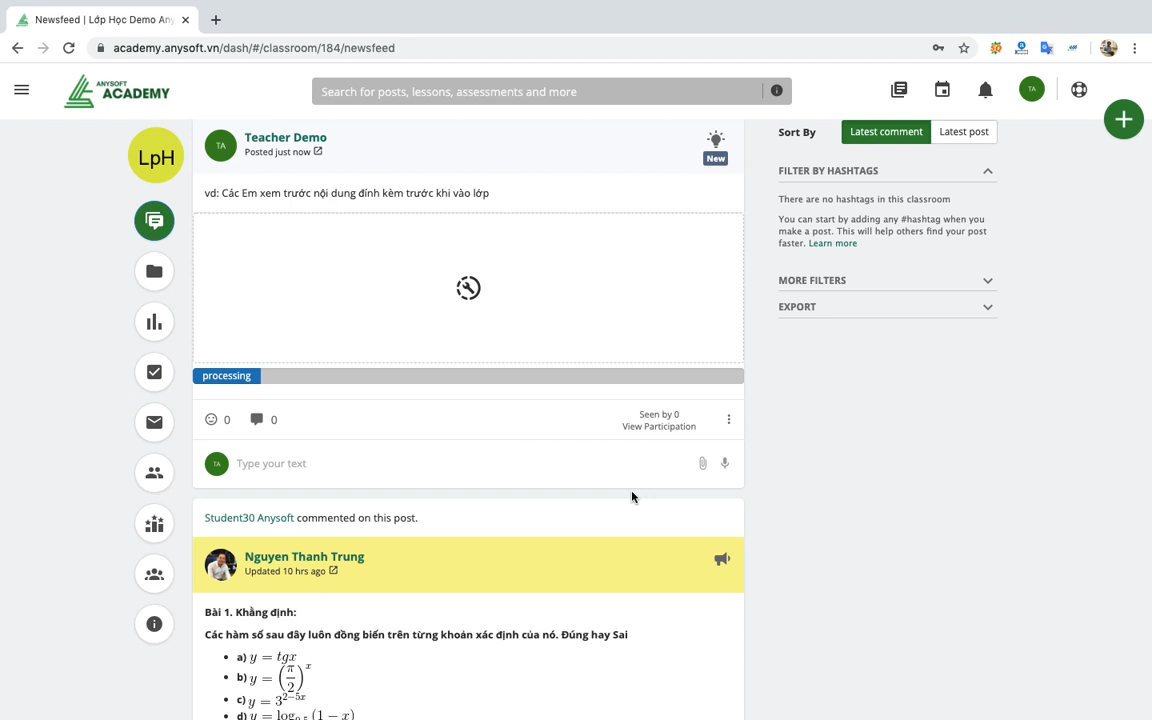 Newsfeed | Lớp Học Demo Any
academy.anysoft.vn/dash/#/classroom/184/newsfeed
ANYSOFT
ACADEMY
Search for posts, lessons, assessments and more
TA
LpH
TA
Teacher Demo
Posted just now
New
vd: Các Em xem trước nội dung đính kèm trước khi vào lớp
processing
0
0
Seen by 0
View Participation
TA
Type your text
Student30 Anysoft commented on this post.
Nguyen Thanh Trung
Updated 10 hrs ago
Bài 1. Khẳng định:
Các hàm số sau đây luôn đồng biến trên từng khoản xác định của nó. Đúng hay Sai
a) y = tgx
b) y = (π/2)^x
c) y = 3^(2−5x)
d) y = log_0,5 (1 − x)
Sort By
Latest comment
Latest post
FILTER BY HASHTAGS
There are no hashtags in this classroom
You can start by adding any #hashtag when you
make a post. This will help others find your post
faster. Learn more
MORE FILTERS
EXPORT